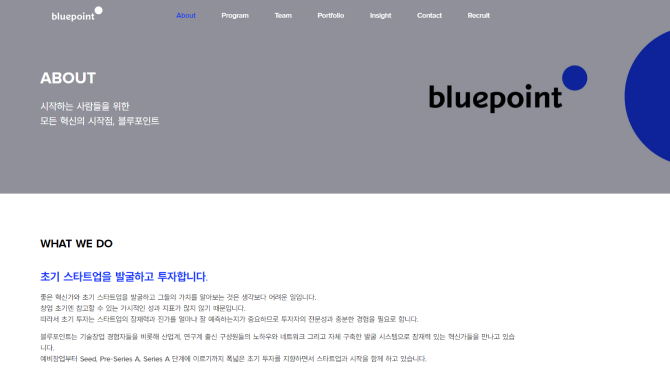 bluepoint
About Program Team Portfolio Insight Contact Recruit
ABOUT
시작하는 사람들을 위한
모든 혁신의 시작점, 블루포인트
bluepoint
WHAT WE DO
초기 스타트업을 발굴하고 투자합니다.
좋은 혁신가와 초기 스타트업을 발굴하고 그들의 가치를 알아보는 것은 생각보다 어려운 일입니다.
창업 초기엔 참고할 수 있는 가시적인 성과 지표가 많지 않기 때문입니다.
따라서 초기 투자는 스타트업의 잠재력과 진가를 얼마나 잘 예측하는지가 중요하므로 투자자의 전문성과 충분한 경험을 필요로 합니다.
블루포인트는 기술창업 경험자들을 비롯해 산업계, 연구계 출신 구성원들의 노하우와 네트워크 그리고 자체 구축한 발굴 시스템으로 잠재력 있는 혁신가들을 만나고 있습
니다.
예비창업부터 Seed, Pre-Series A, Series A 단계에 이르기까지 폭넓은 초기 투자를 지원하면서 스타트업과 시작을 함께 하고 있습니다.